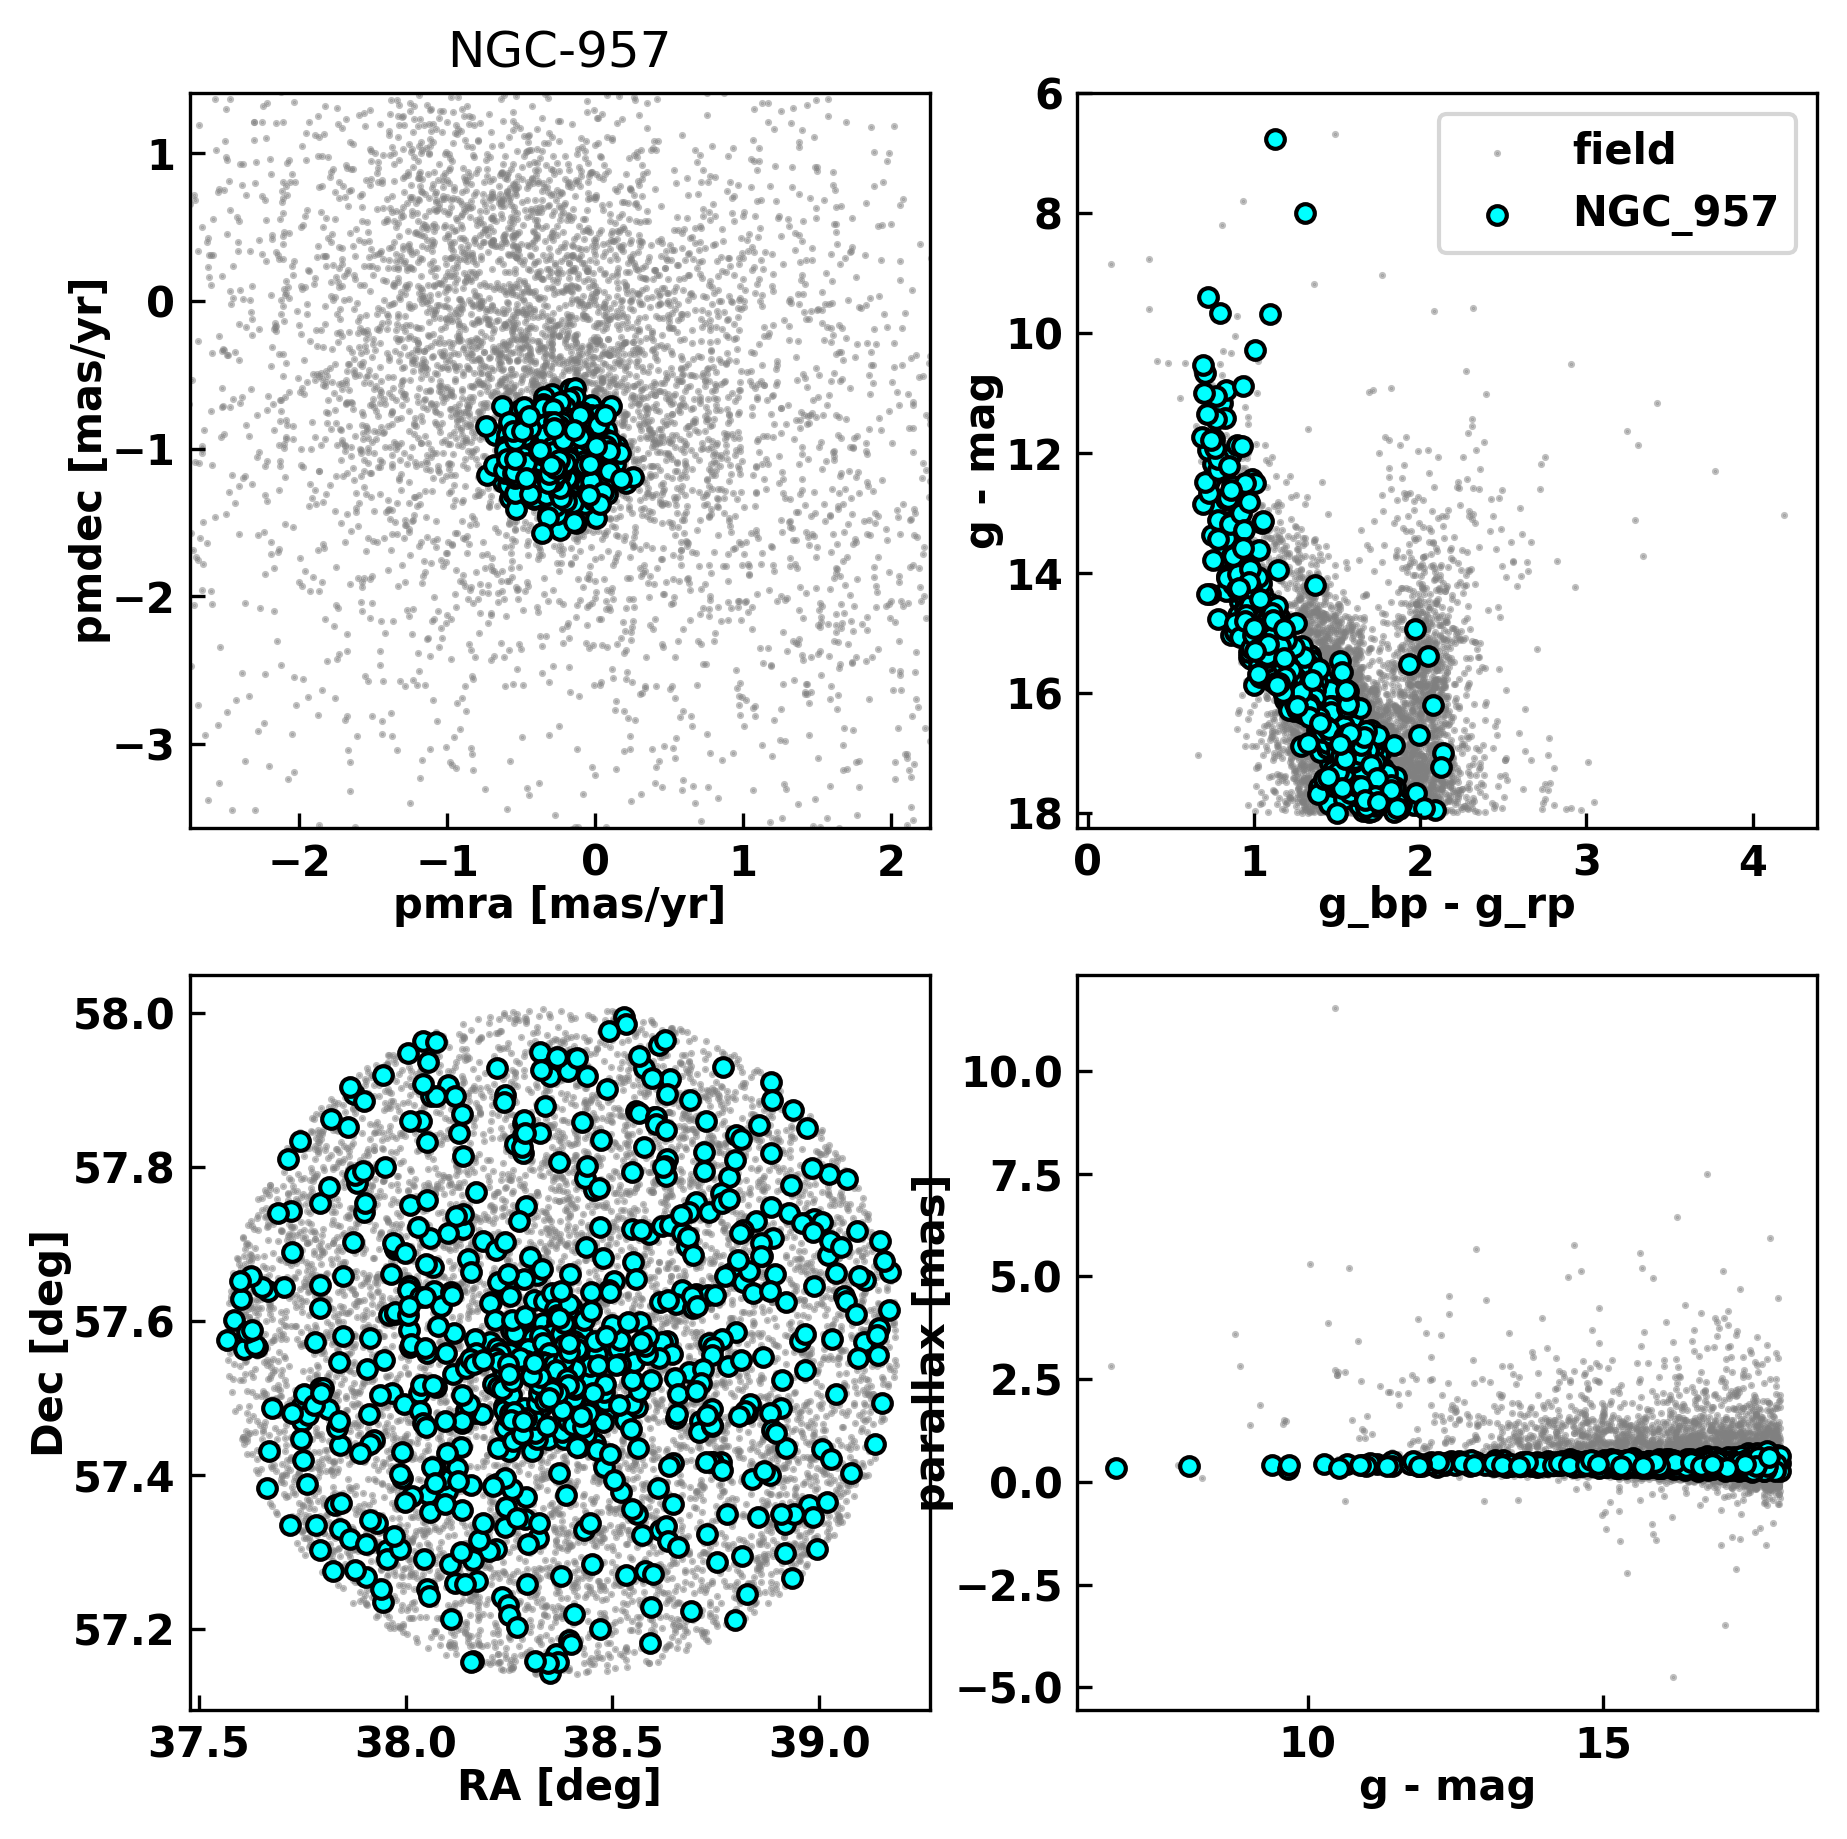 NGC-957
1
0
−1
−2
−3
pmdec [mas/yr]
−2 −1 0 1 2
pmra [mas/yr]
6
8
10
12
14
16
18
g - mag
field
NGC_957
0 1 2 3 4
g_bp - g_rp
58.0
57.8
57.6
57.4
57.2
Dec [deg]
37.5 38.0 38.5 39.0
RA [deg]
10.0
7.5
5.0
2.5
0.0
−2.5
−5.0
parallax [mas]
10 15
g - mag